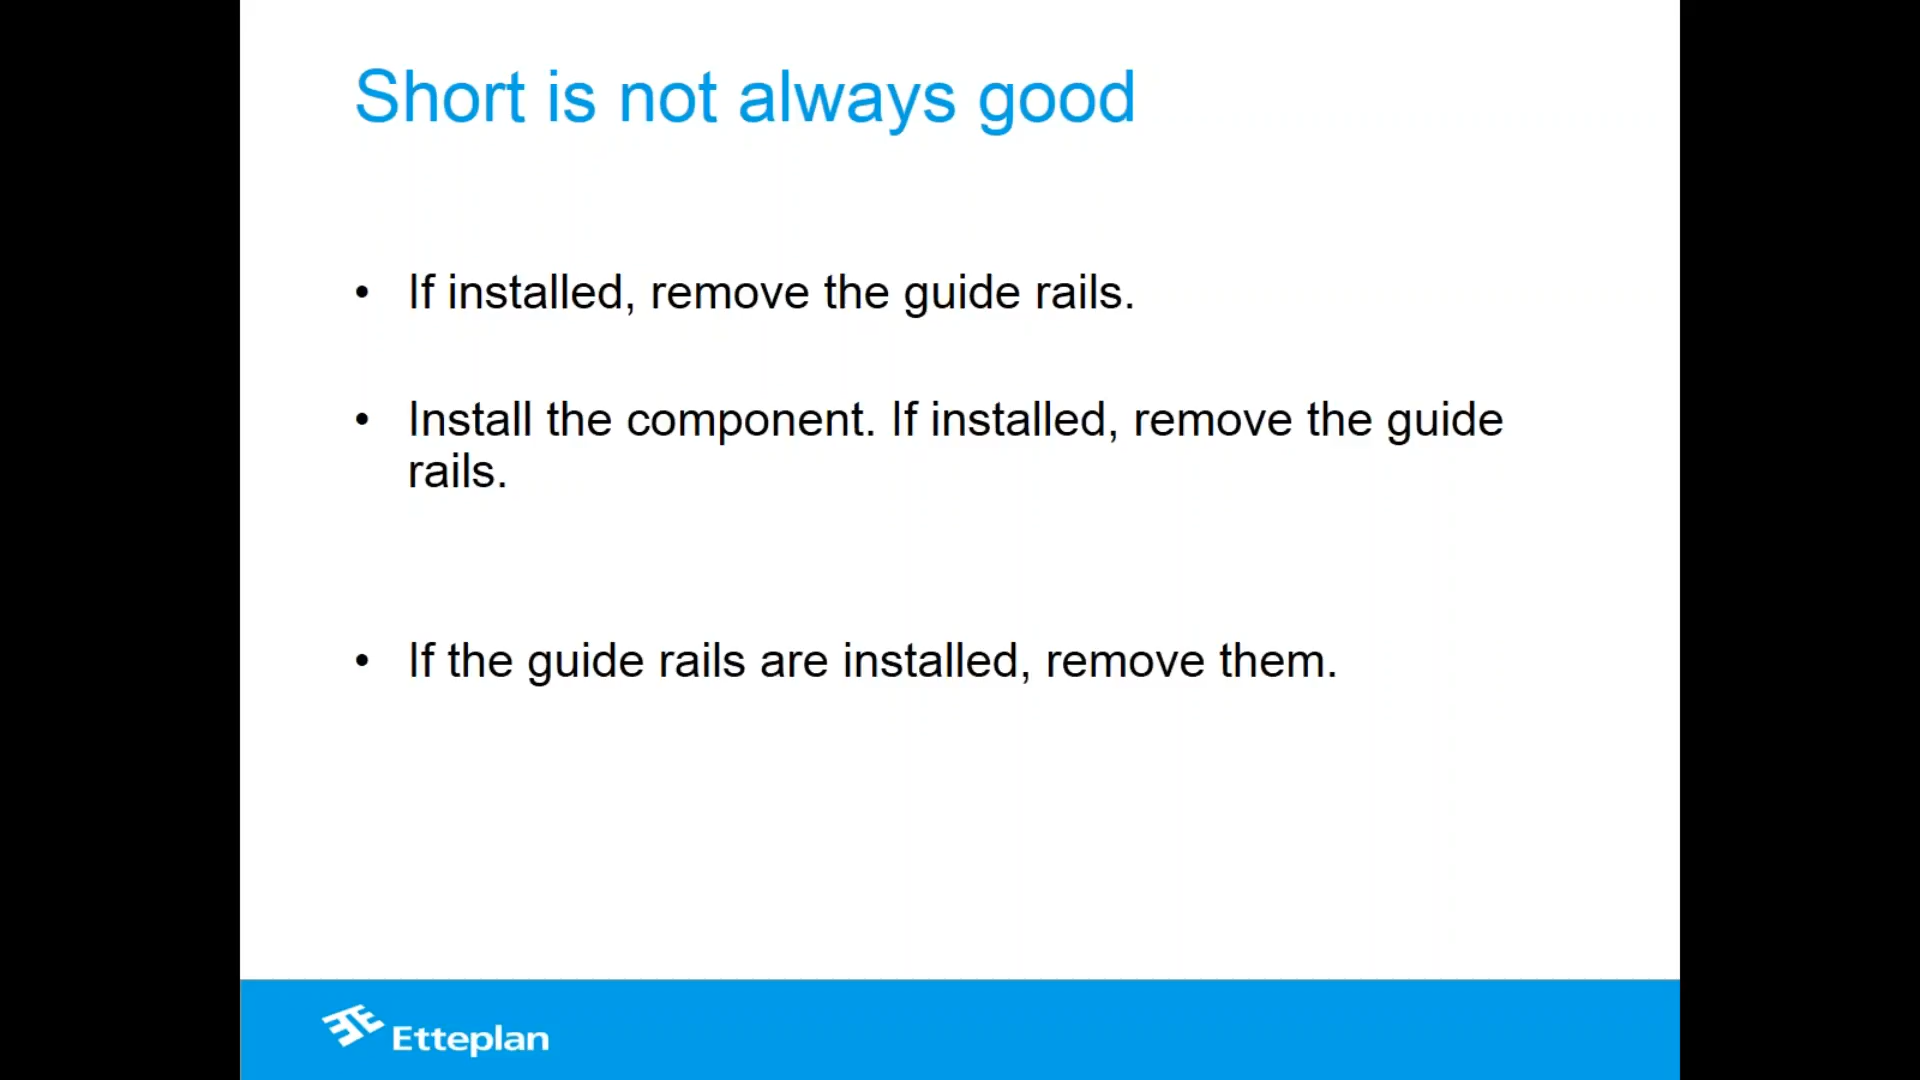 Short is not always good
• If installed, remove the guide rails.
• Install the component. If installed, remove the guide
rails.
• If the guide rails are installed, remove them.
Etteplan